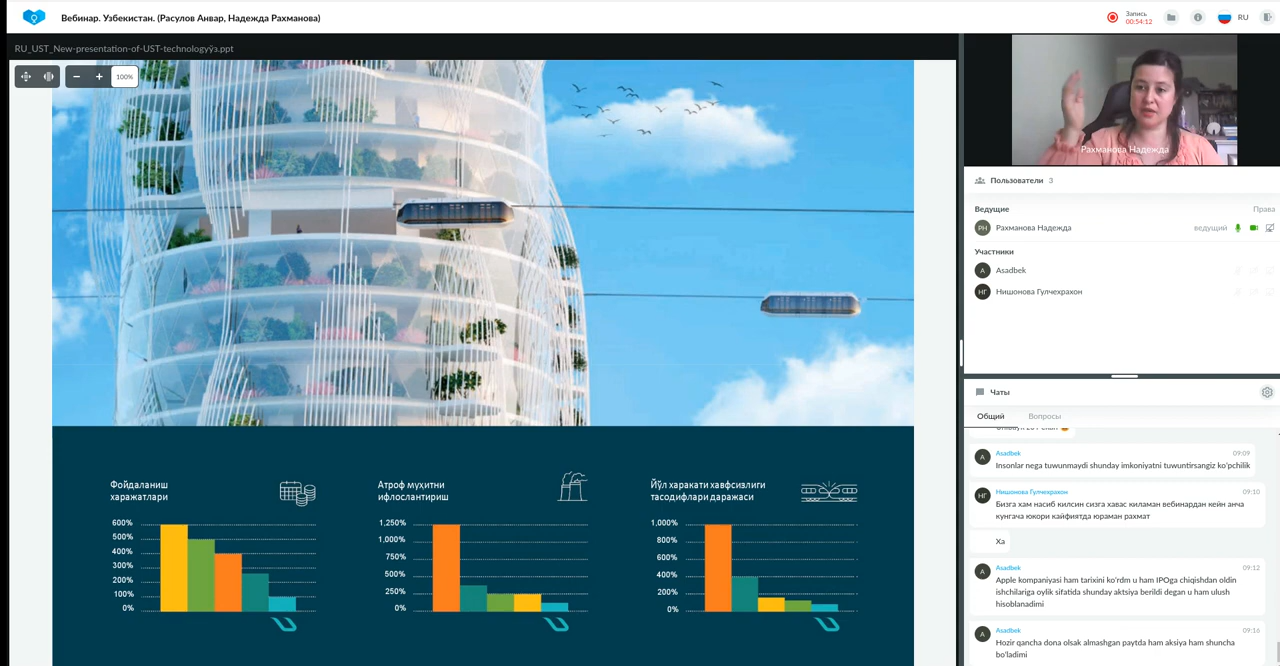 Вебинар. Узбекистан. (Расулов Анвар, Надежда Рахманова)
Запись
00:54:12
RU
RU_UST_New-presentation-of-UST-technologyўз.ppt
100%
Рахманова Надежда
Пользователи 3
Ведущие
Права
РН Рахманова Надежда
ведущий
Участники
A Asadbek
НГ Нишонова Гулчехрахон
Чаты
Общий
Вопросы
A Asadbek 09:09
Insonlar nega tuwunmaydi shunday imkoniyatni tuwuntirsangiz ko'pchilik
НГ Нишонова Гулчехрахон 09:10
Бизга хам насиб килсин сизга хавас киламан вебинардан кейн анча
кунгача юкори кайфиятда юраман рахмат
Ха
A Asadbek 09:12
Apple kompaniyasi ham tarixini ko'rdm u ham IPOga chiqishdan oldin
ishchilariga oylik sifatida shunday aktsiya berildi degan u ham ulush
hisoblanadimi
A Asadbek 09:16
Hozir qancha dona olsak almashgan paytda ham aksiya ham shuncha
bo'ladimi
Фойдаланиш
харажатлари
600%
500%
400%
300%
200%
100%
0%
Атроф муҳитни
ифлослантириш
1,250%
1,000%
750%
500%
250%
0%
Йўл харакати хавфсизлиги
тасодифлари даражаси
1,000%
800%
600%
400%
200%
0%